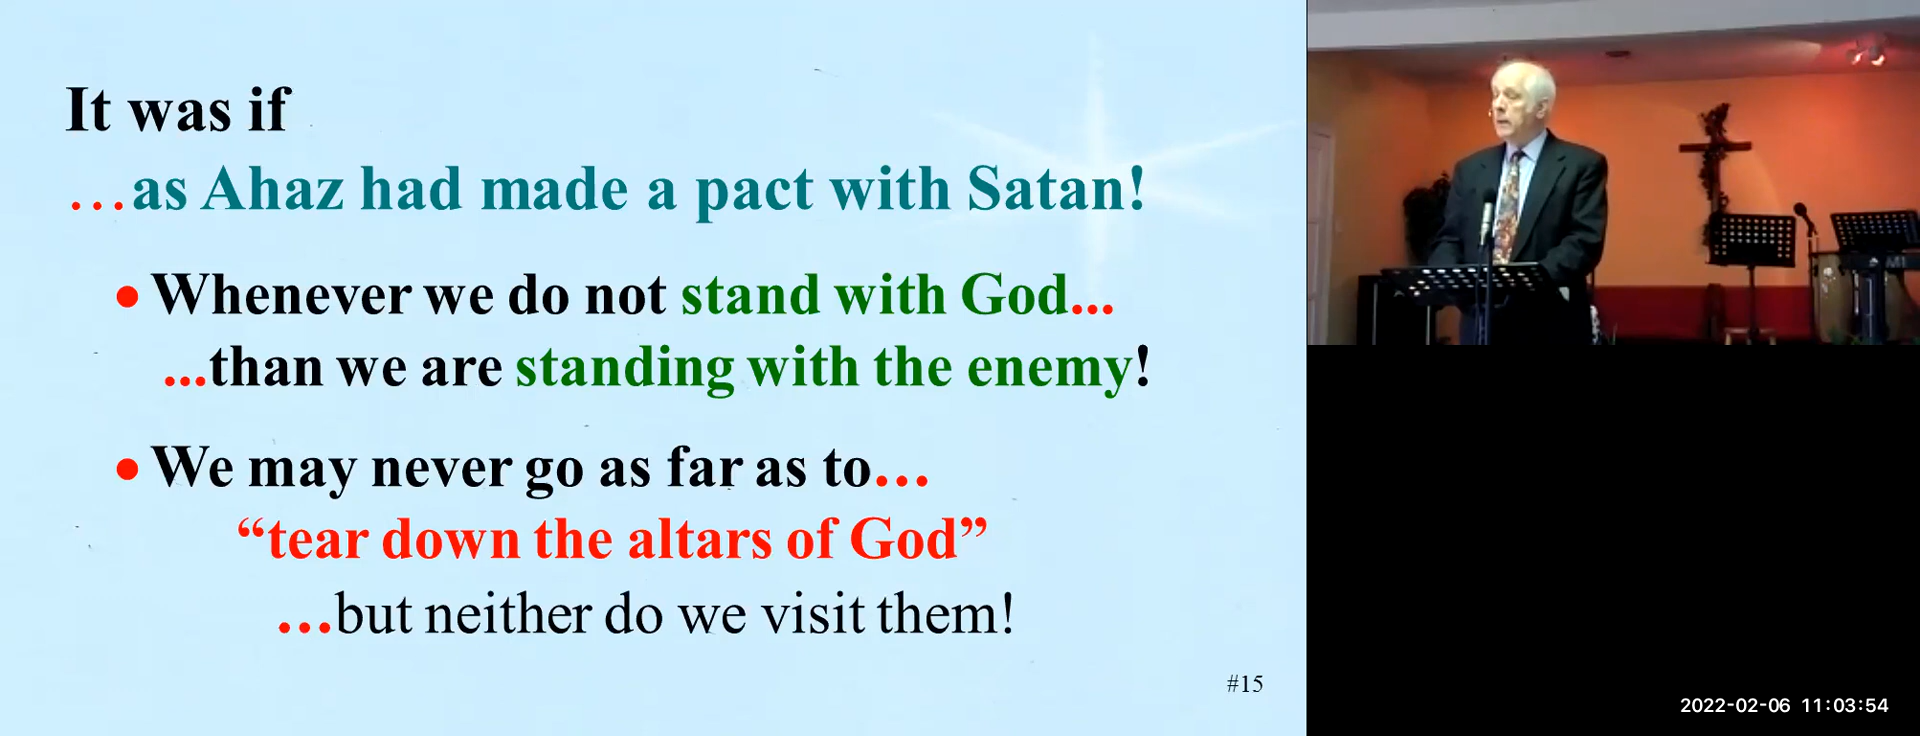 It was if
…as Ahaz had made a pact with Satan!
• Whenever we do not stand with God...
...than we are standing with the enemy!
• We may never go as far as to…
“tear down the altars of God”
…but neither do we visit them!
#15
2022-02-06 11:03:54